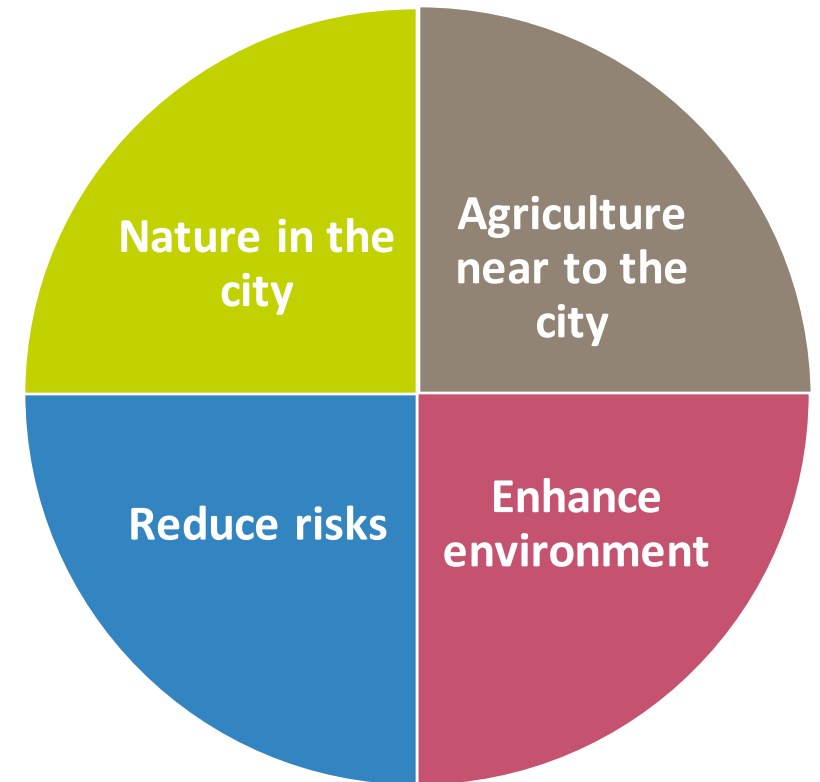 Nature in the
city
Agriculture
near to the
city
Reduce risks
Enhance
environment